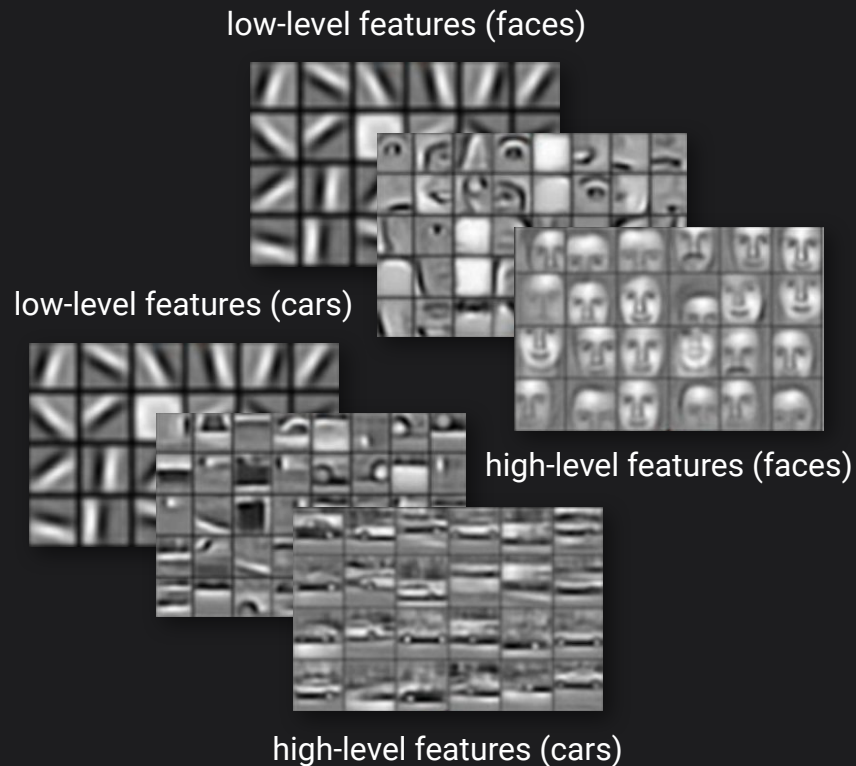 low-level features (faces)
low-level features (cars)
high-level features (faces)
high-level features (cars)